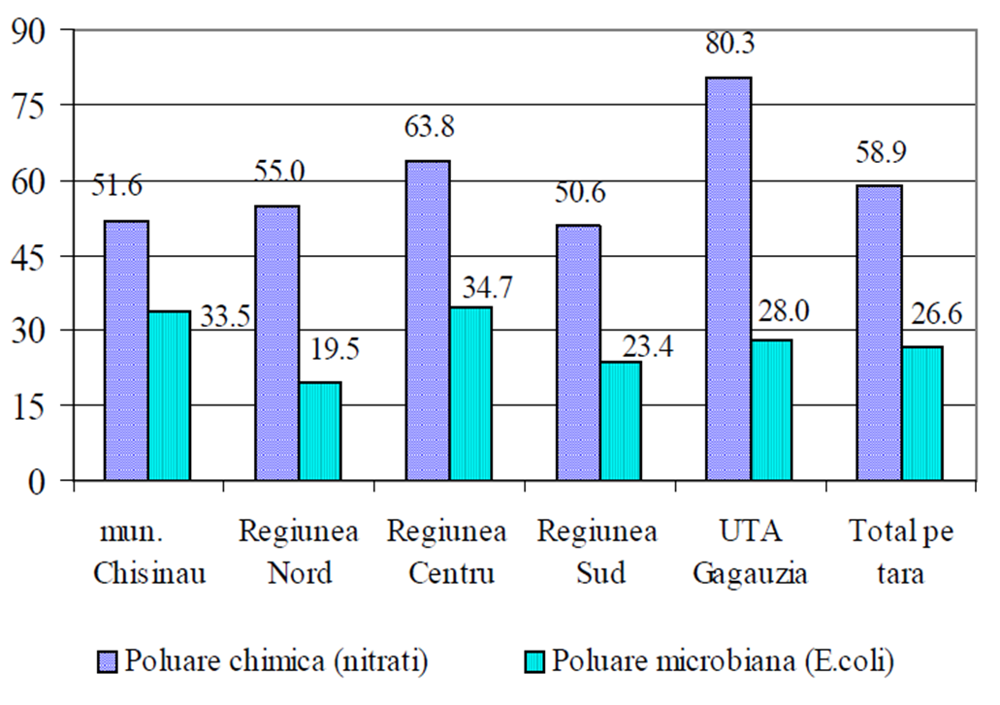 90
75
60
45
30
15
0
51.6
33.5
55.0
19.5
63.8
34.7
50.6
23.4
80.3
28.0
58.9
26.6
mun.
Chisinau
Regiunea
Nord
Regiunea
Centru
Regiunea
Sud
UTA
Gagauzia
Total pe
tara
Poluare chimica (nitrati)
Poluare microbiana (E.coli)